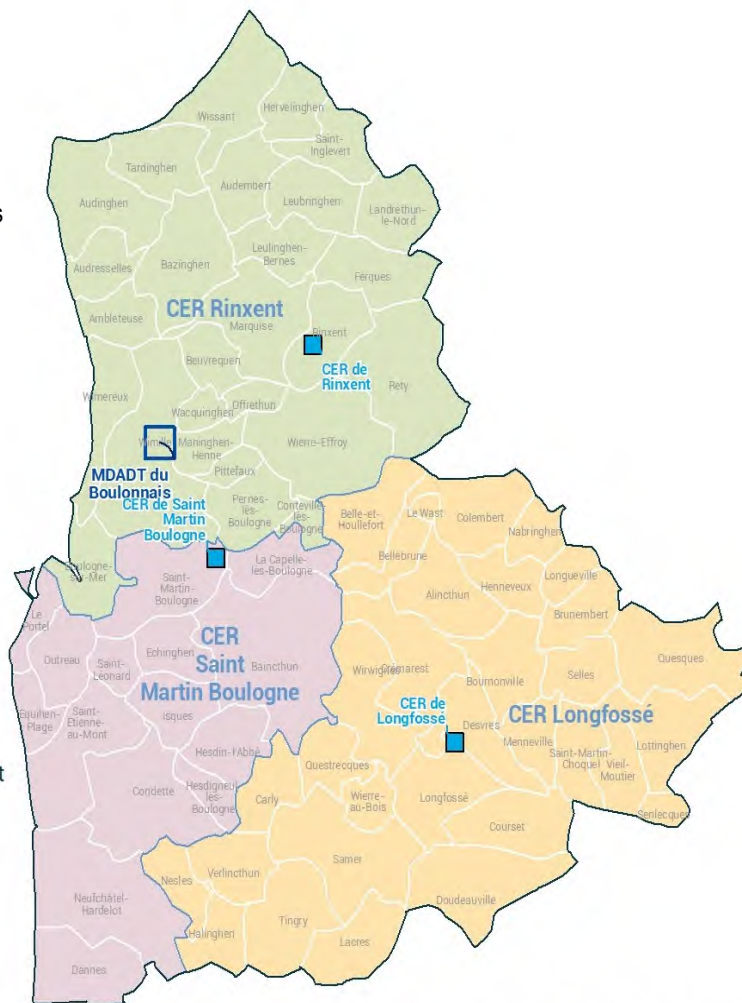 Wissant
Hervelinghen
Saint-
Inglevert
Tardinghen
Audembert
Audinghen
Leubringhen
Landrethun-
le-Nord
s
Leulinghen-
Bernes
Audresselles
Bazinghen
Ferques
CER Rinxent
Ambleteuse
Marquise
Rinxent
Beuvrequen
CER de
Rinxent
Rety
Wimereux
Offrethun
Wacquinghen
Wimille
Maninghen-
Henne
Wierre-Effroy
Pittefaux
MDADT du
Boulonnais
Pernes-
lès-
Boulogne
Conteville-
lès-
Boulogne
CER de Saint
Martin
Boulogne
Belle-et-
Houllefort
Le Wast
Colembert
Nabringhen
Bellebrune
Boulogne-
sur-Mer
Saint-
Martin-
Boulogne
La Capelle-
les-Boulogne
Longueville
Henneveux
Alincthun
Brunembert
Le
Portel
CER
Saint
Martin Boulogne
Echinghen
Outreau
Saint-
Léonard
Baincthun
Wirwignes
Crémarest
Bournonville
Selles
Quesques
Equihen-
Plage
Saint-
Etienne-
au-Mont
Isques
CER de
Longfossé
CER Longfossé
Desvres
Menneville
Saint-Martin-
Choquel
Vieil-
Moutier
Lottinghen
Hesdin-l'Abbé
Questrecques
t
Condette
Hesdigneul-
lès-
Boulogne
Carly
Wierre-
au-Bois
Longfossé
Senlecques
Courset
Samer
Nesles
Verlincthun
Neufchâtel-
Hardelot
Doudeauville
Tingry
Halinghen
Lacres
Dannes